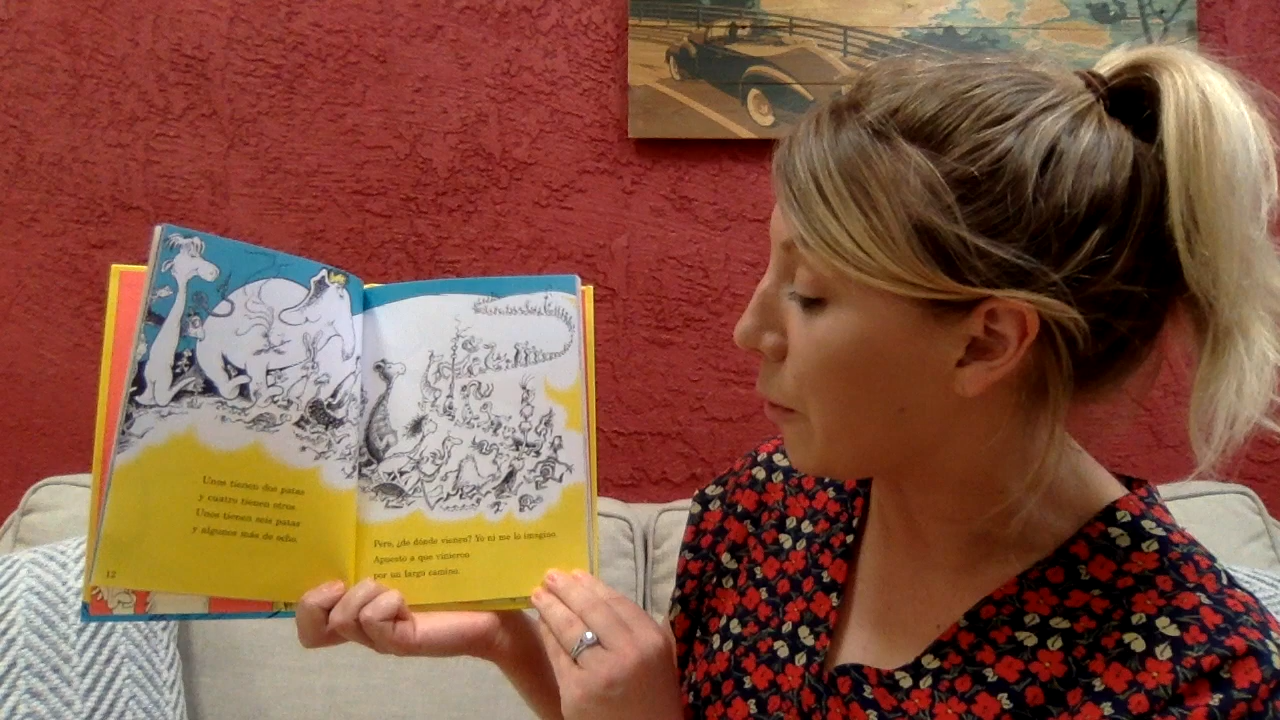 Unos tienen dos patas
y cuatro tienen otros.
Unos tienen seis patas
y algunos más de ocho.
12
Pero, ¿de dónde vienen? Yo ni me lo imagino.
Apuesto a que vinieron
por un largo camino.